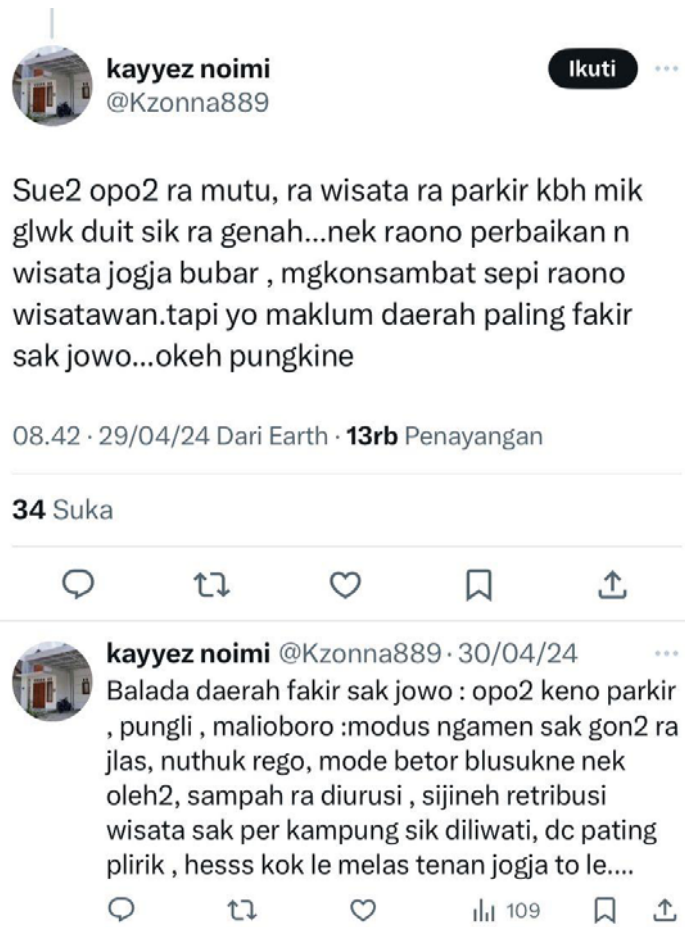 kayyez noimi
@Kzonna889
Ikuti
Sue2 opo2 ra mutu, ra wisata ra parkir kbh mik
glwk duit sik ra genah...nek raono perbaikan n
wisata jogja bubar , mgkonsambat sepi raono
wisatawan.tapi yo maklum daerah paling fakir
sak jowo...okeh pungkine
08.42 · 29/04/24 Dari Earth · 13rb Penayangan
34 Suka
kayyez noimi @Kzonna889 · 30/04/24
Balada daerah fakir sak jowo : opo2 keno parkir
, pungli , malioboro :modus ngamen sak gon2 ra
jlas, nuthuk rego, mode betor blusukne nek
oleh2, sampah ra diurusi , sijineh retribusi
wisata sak per kampung sik diliwati, dc pating
plirik , hesss kok le melas tenan jogja to le....
109